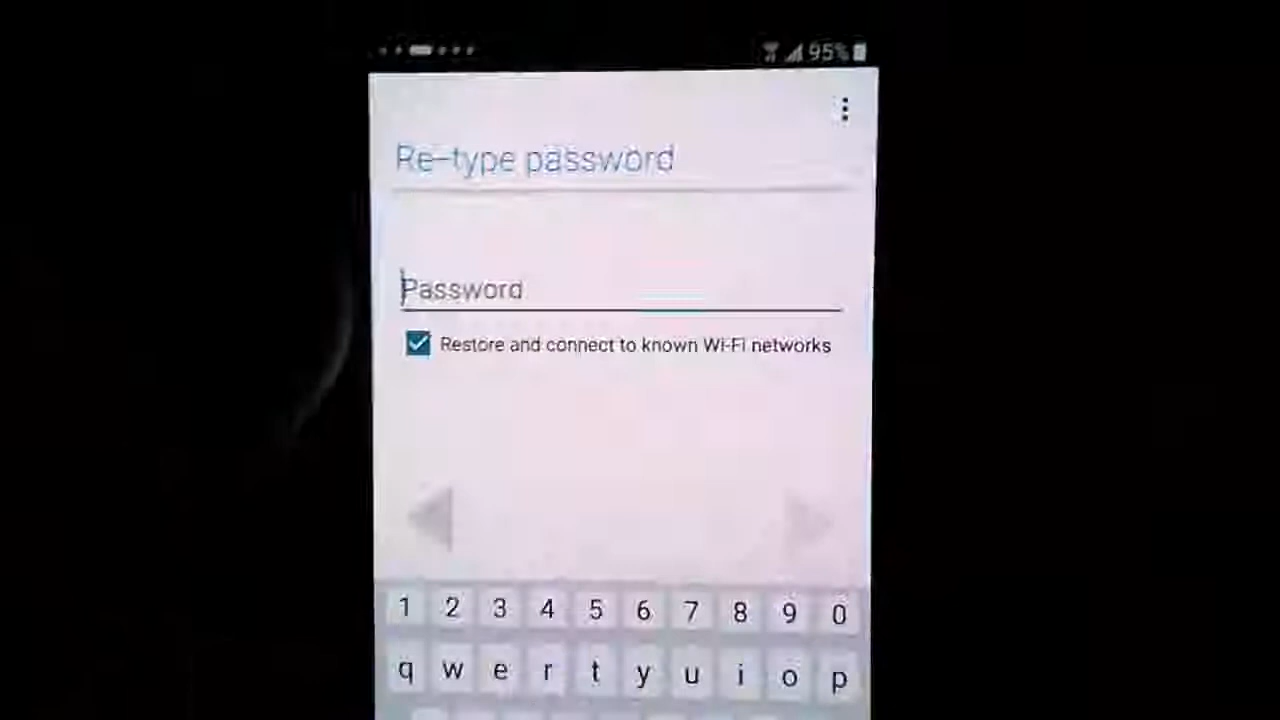 95%
Re-type password
Password
Restore and connect to known Wi-Fi networks
1 2 3 4 5 6 7 8 9 0
q w e r t y u i o p